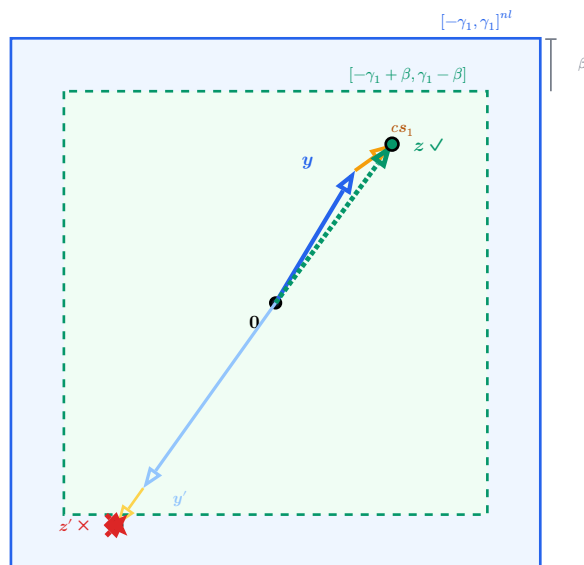 [−γ₁, γ₁]ⁿˡ
β
[−γ₁ + β, γ₁ − β]
cs₁
z ✓
y
0
y′
z′ ×